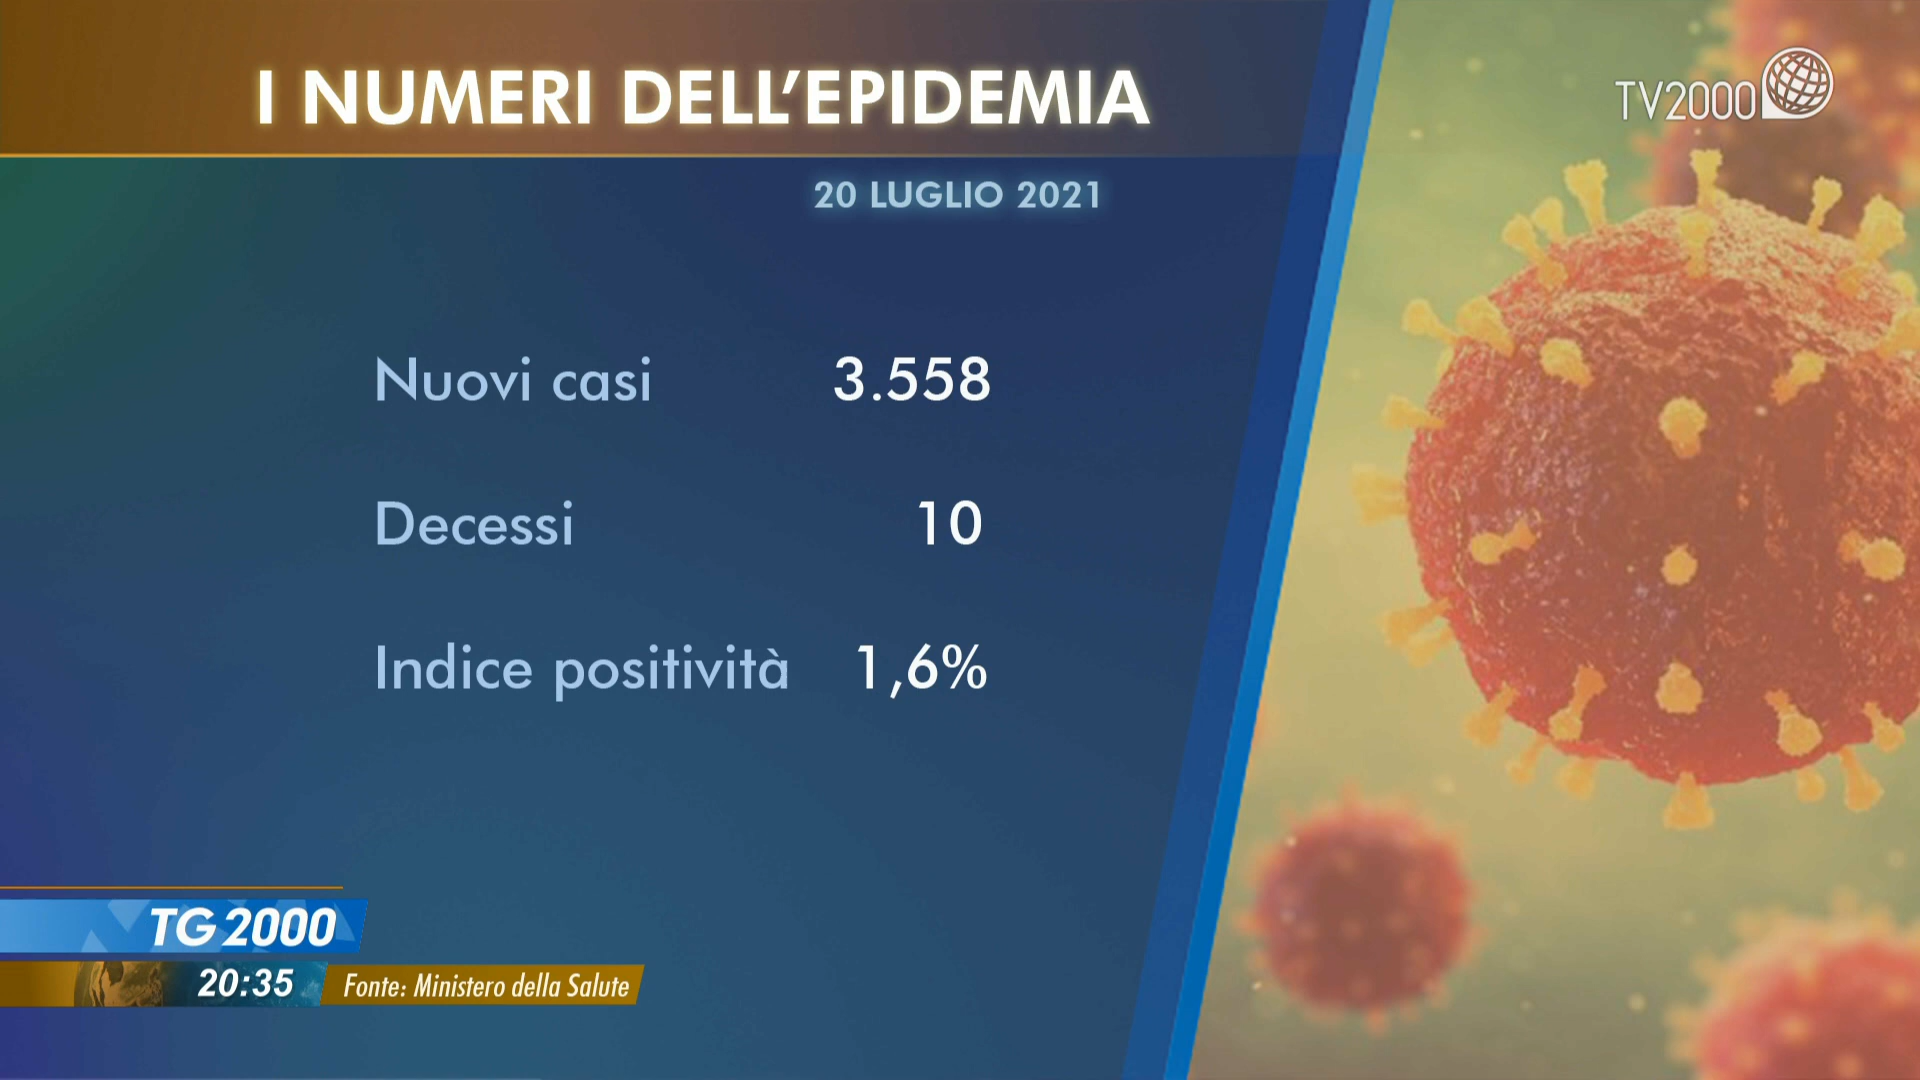 I NUMERI DELL'EPIDEMIA
TV2000
20 LUGLIO 2021
Nuovi casi 3.558
Decessi 10
Indice positività 1,6%
TG 2000
20:35 Fonte: Ministero della Salute